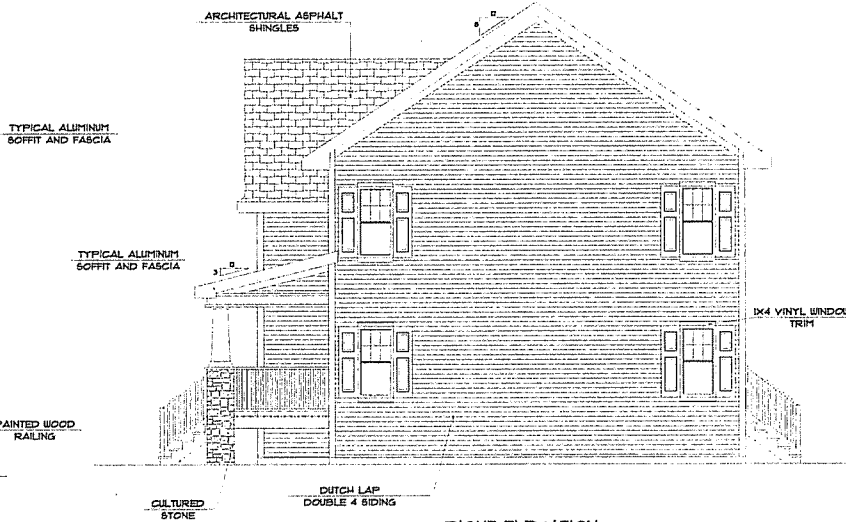 ARCHITECTURAL ASPHALT
SHINGLES
TYPICAL ALUMINUM
SOFFIT AND FASCIA
TYPICAL ALUMINUM
SOFFIT AND FASCIA
3
1X4 VINYL WINDOW
TRIM
PAINTED WOOD
RAILING
CULTURED
STONE
DUTCH LAP
DOUBLE 4 SIDING